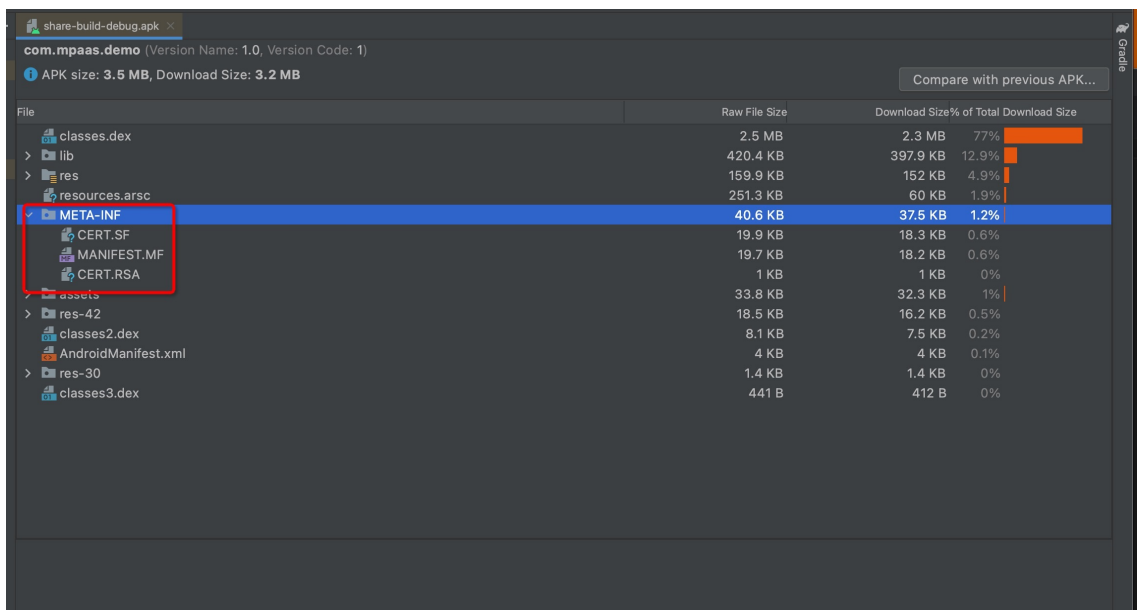 share-build-debug.apk
com.mpaas.demo (Version Name: 1.0, Version Code: 1)
APK size: 3.5 MB, Download Size: 3.2 MB
Compare with previous APK...
Gradle
File Raw File Size Download Size % of Total Download Size
classes.dex 2.5 MB 2.3 MB 77%
lib 420.4 KB 397.9 KB 12.9%
res 159.9 KB 152 KB 4.9%
resources.arsc 251.3 KB 60 KB 1.9%
META-INF 40.6 KB 37.5 KB 1.2%
CERT.SF 19.9 KB 18.3 KB 0.6%
MANIFEST.MF 19.7 KB 18.2 KB 0.6%
CERT.RSA 1 KB 1 KB 0%
assets 33.8 KB 32.3 KB 1%
res-42 18.5 KB 16.2 KB 0.5%
classes2.dex 8.1 KB 7.5 KB 0.2%
AndroidManifest.xml 4 KB 4 KB 0.1%
res-30 1.4 KB 1.4 KB 0%
classes3.dex 441 B 412 B 0%